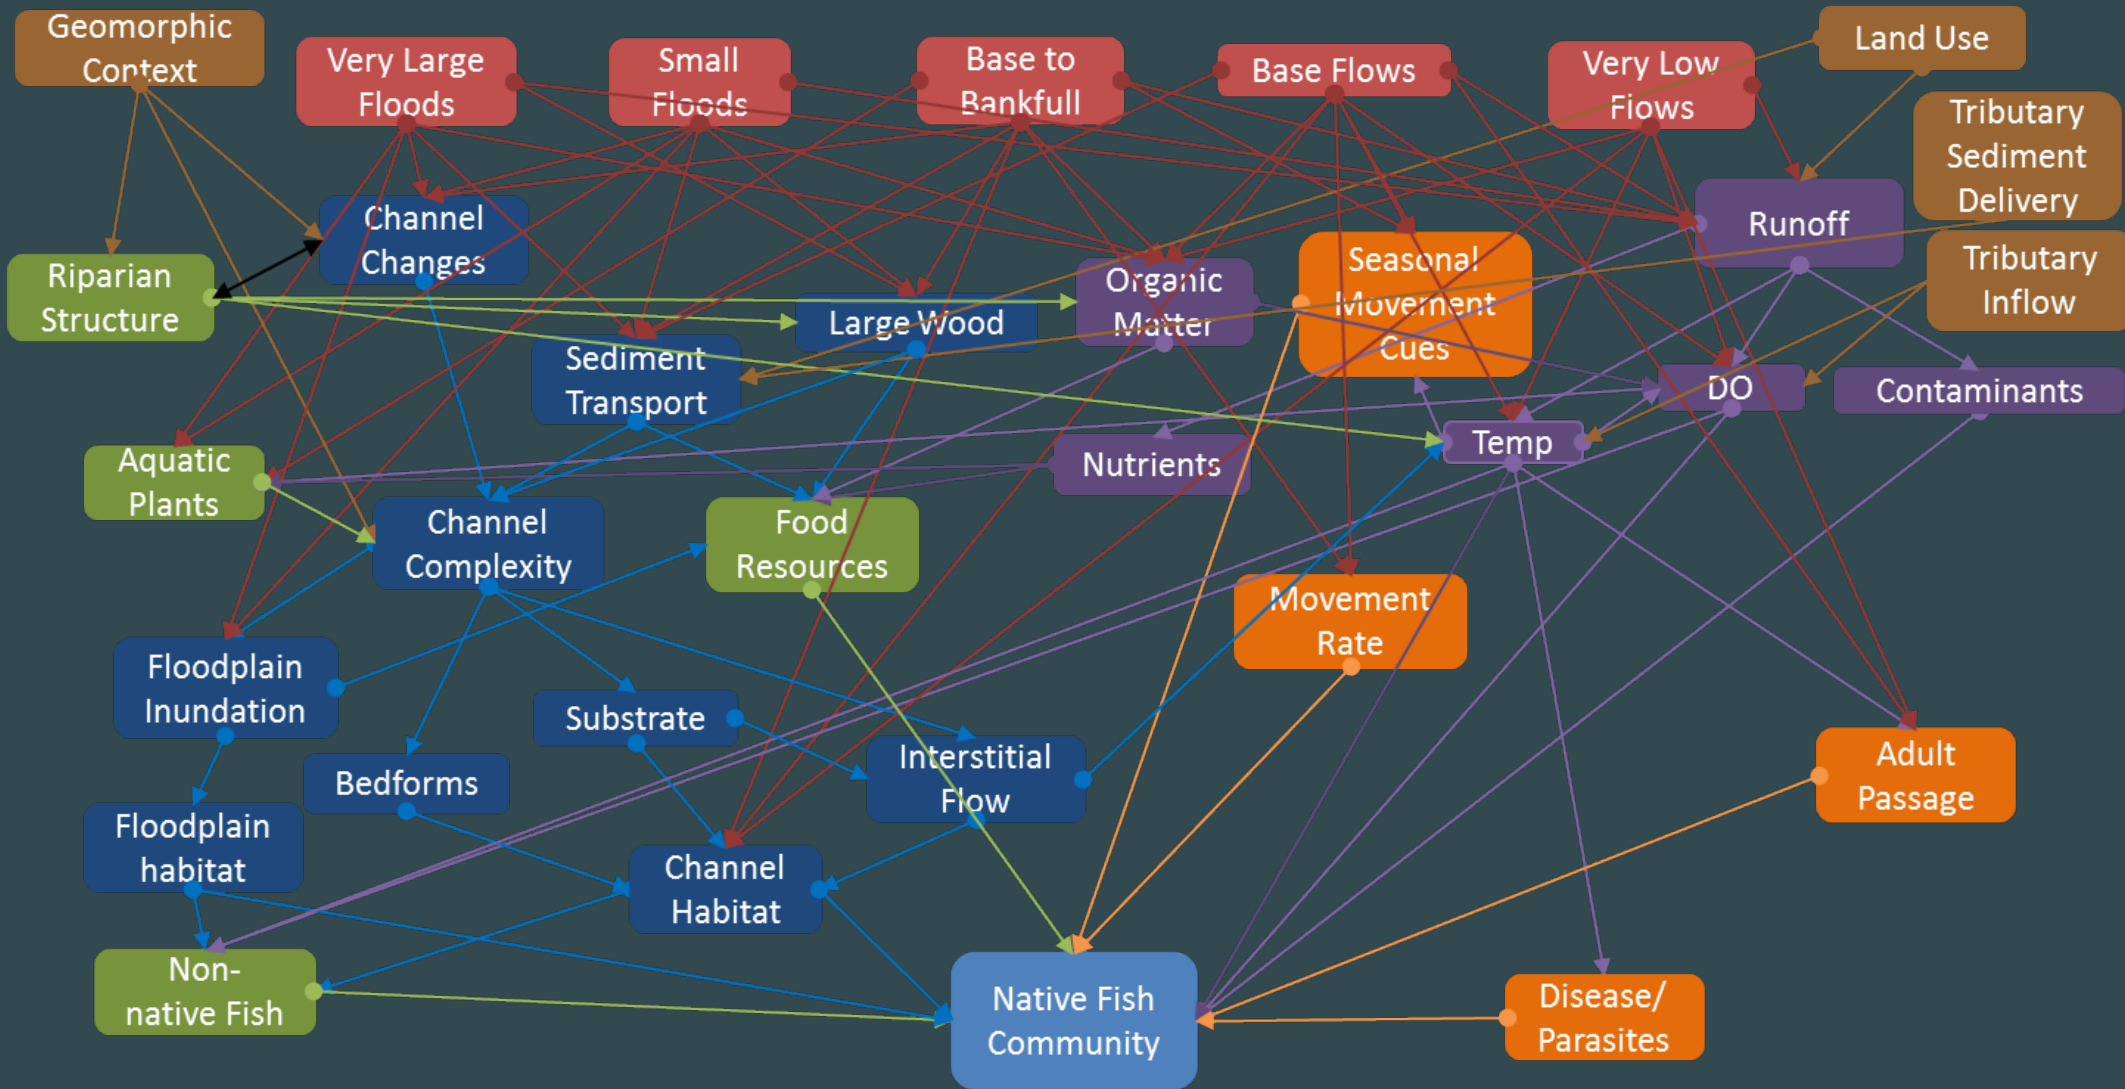 Geomorphic
Context
Very Large
Floods
Small
Floods
Base to
Bankfull
Base Flows
Very Low
Flows
Land Use
Tributary
Sediment
Delivery
Channel
Changes
Runoff
Riparian
Structure
Organic
Matter
Seasonal
Movement
Cues
Tributary
Inflow
Large Wood
Sediment
Transport
DO
Contaminants
Aquatic
Plants
Nutrients
Temp
Channel
Complexity
Food
Resources
Movement
Rate
Floodplain
Inundation
Substrate
Interstitial
Flow
Bedforms
Adult
Passage
Floodplain
habitat
Channel
Habitat
Non-
native Fish
Native Fish
Community
Disease/
Parasites